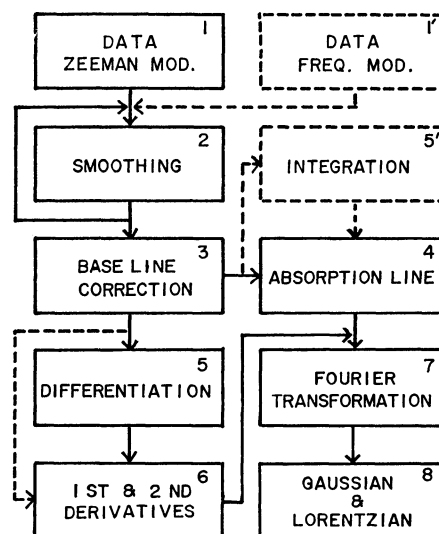 1
DATA
ZEEMAN MOD.
1'
DATA
FREQ. MOD.
2
SMOOTHING
5'
INTEGRATION
3
BASE LINE
CORRECTION
4
ABSORPTION LINE
5
DIFFERENTIATION
7
FOURIER
TRANSFORMATION
6
1ST & 2ND
DERIVATIVES
8
GAUSSIAN
&
LORENTZIAN